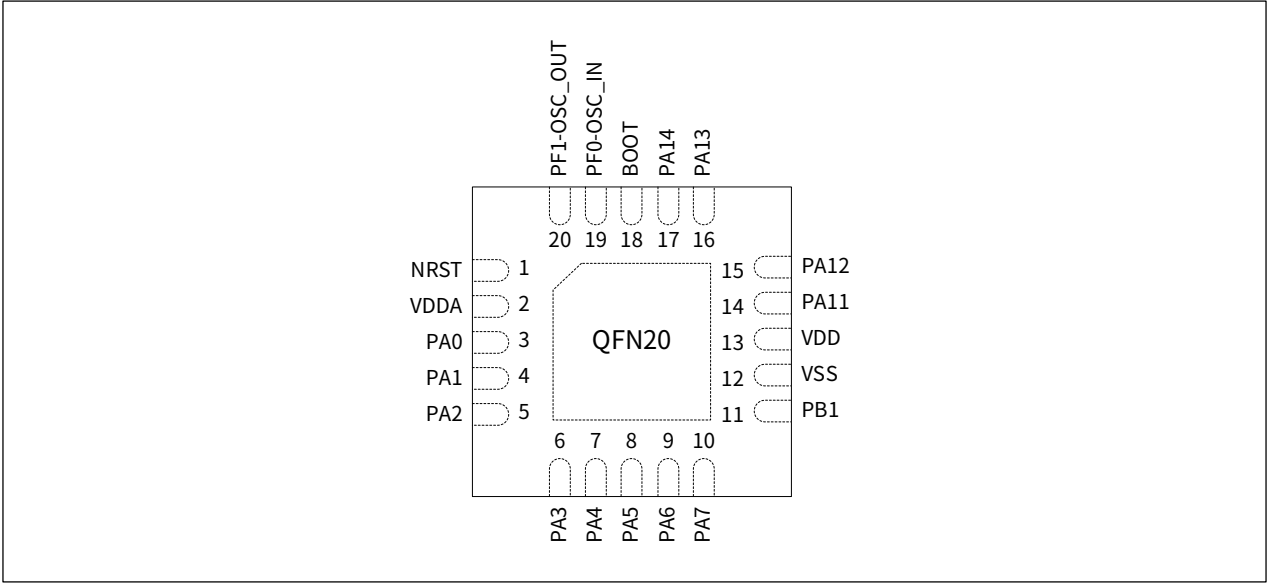 PF1-OSC_OUT
PF0-OSC_IN
BOOT
PA14
PA13
20 19 18 17 16
NRST 1
VDDA 2
PA0 3
PA1 4
PA2 5
QFN20
15 PA12
14 PA11
13 VDD
12 VSS
11 PB1
6 7 8 9 10
PA3
PA4
PA5
PA6
PA7